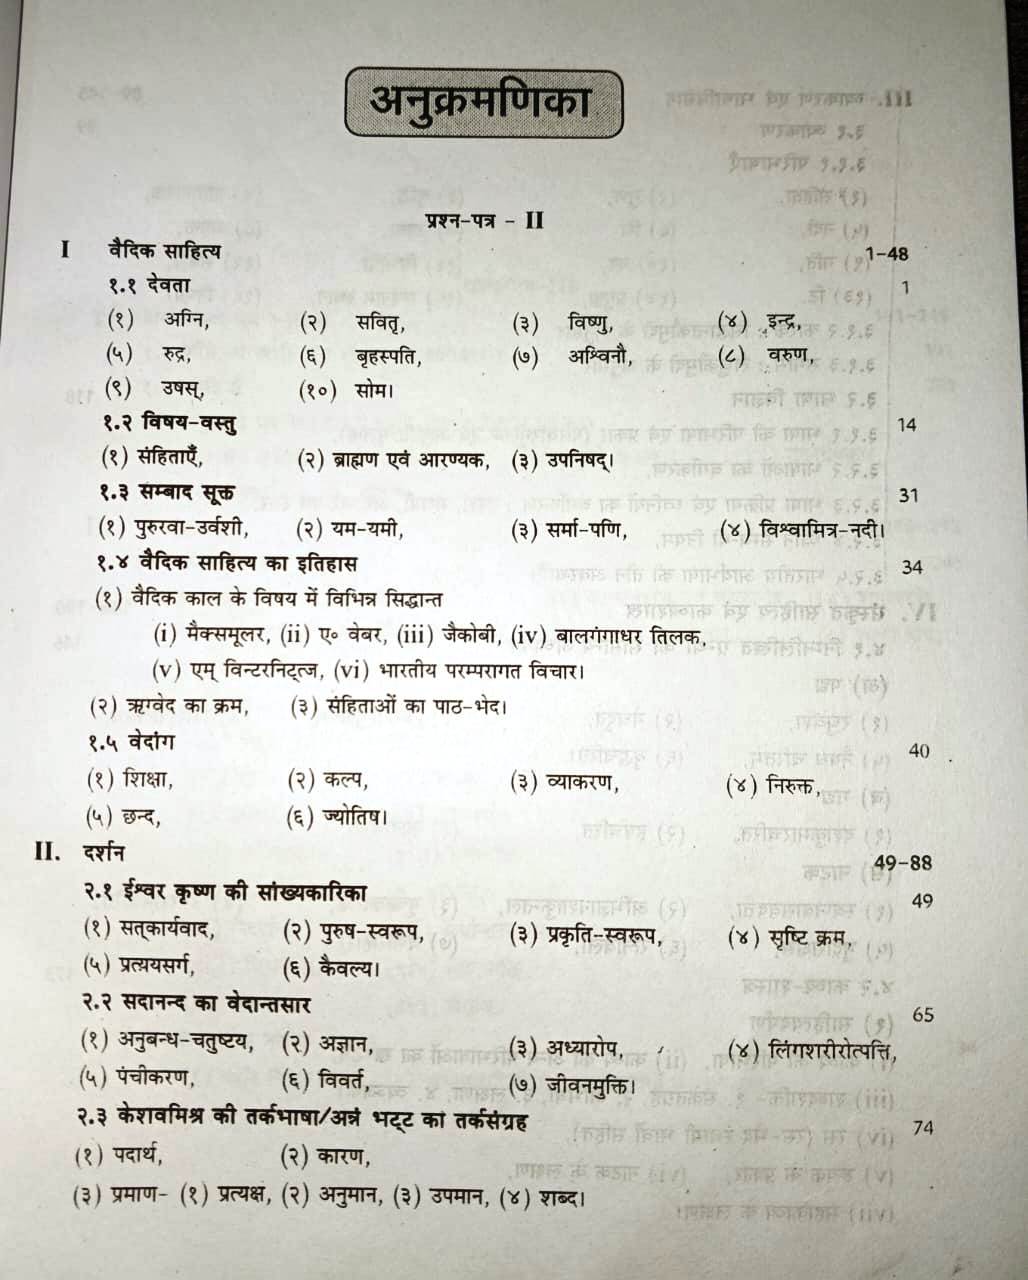 अनुक्रमणिका
प्रश्न-पत्र - II
I वैदिक साहित्य 1-48
१.१ देवता 1
(१) अग्नि, (२) सवितृ, (३) विष्णु, (४) इन्द्र,
(५) रुद्र, (६) बृहस्पति, (७) अश्विनौ, (८) वरुण,
(९) उषस्, (१०) सोम।
१.२ विषय-वस्तु 14
(१) संहिताएँ, (२) ब्राह्मण एवं आरण्यक, (३) उपनिषद्।
१.३ सम्बाद सूक्त 31
(१) पुरुरवा-उर्वशी, (२) यम-यमी, (३) सर्मा-पणि, (४) विश्वामित्र-नदी।
१.४ वैदिक साहित्य का इतिहास 34
(१) वैदिक काल के विषय में विभिन्न सिद्धान्त
(i) मैक्समूलर, (ii) ए० वेबर, (iii) जैकोबी, (iv) बालगंगाधर तिलक,
(v) एम् विन्टरनिट्त्ज, (vi) भारतीय परम्परागत विचार।
(२) ऋग्वेद का क्रम, (३) संहिताओं का पाठ-भेद।
१.५ वेदांग 40
(१) शिक्षा, (२) कल्प, (३) व्याकरण, (४) निरुक्त,
(५) छन्द, (६) ज्योतिष।
II. दर्शन 49-88
२.१ ईश्वर कृष्ण की सांख्यकारिका 49
(१) सत्कार्यवाद, (२) पुरुष-स्वरूप, (३) प्रकृति-स्वरूप, (४) सृष्टि क्रम,
(५) प्रत्ययसर्ग, (६) कैवल्य।
२.२ सदानन्द का वेदान्तसार 65
(१) अनुबन्ध-चतुष्टय, (२) अज्ञान, (३) अध्यारोप, (४) लिंगशरीरोत्पत्ति,
(५) पंचीकरण, (६) विवर्त, (७) जीवनमुक्ति।
२.३ केशवमिश्र की तर्कभाषा/अन्नं भट्ट का तर्कसंग्रह 74
(१) पदार्थ, (२) कारण,
(३) प्रमाण- (१) प्रत्यक्ष, (२) अनुमान, (३) उपमान, (४) शब्द।